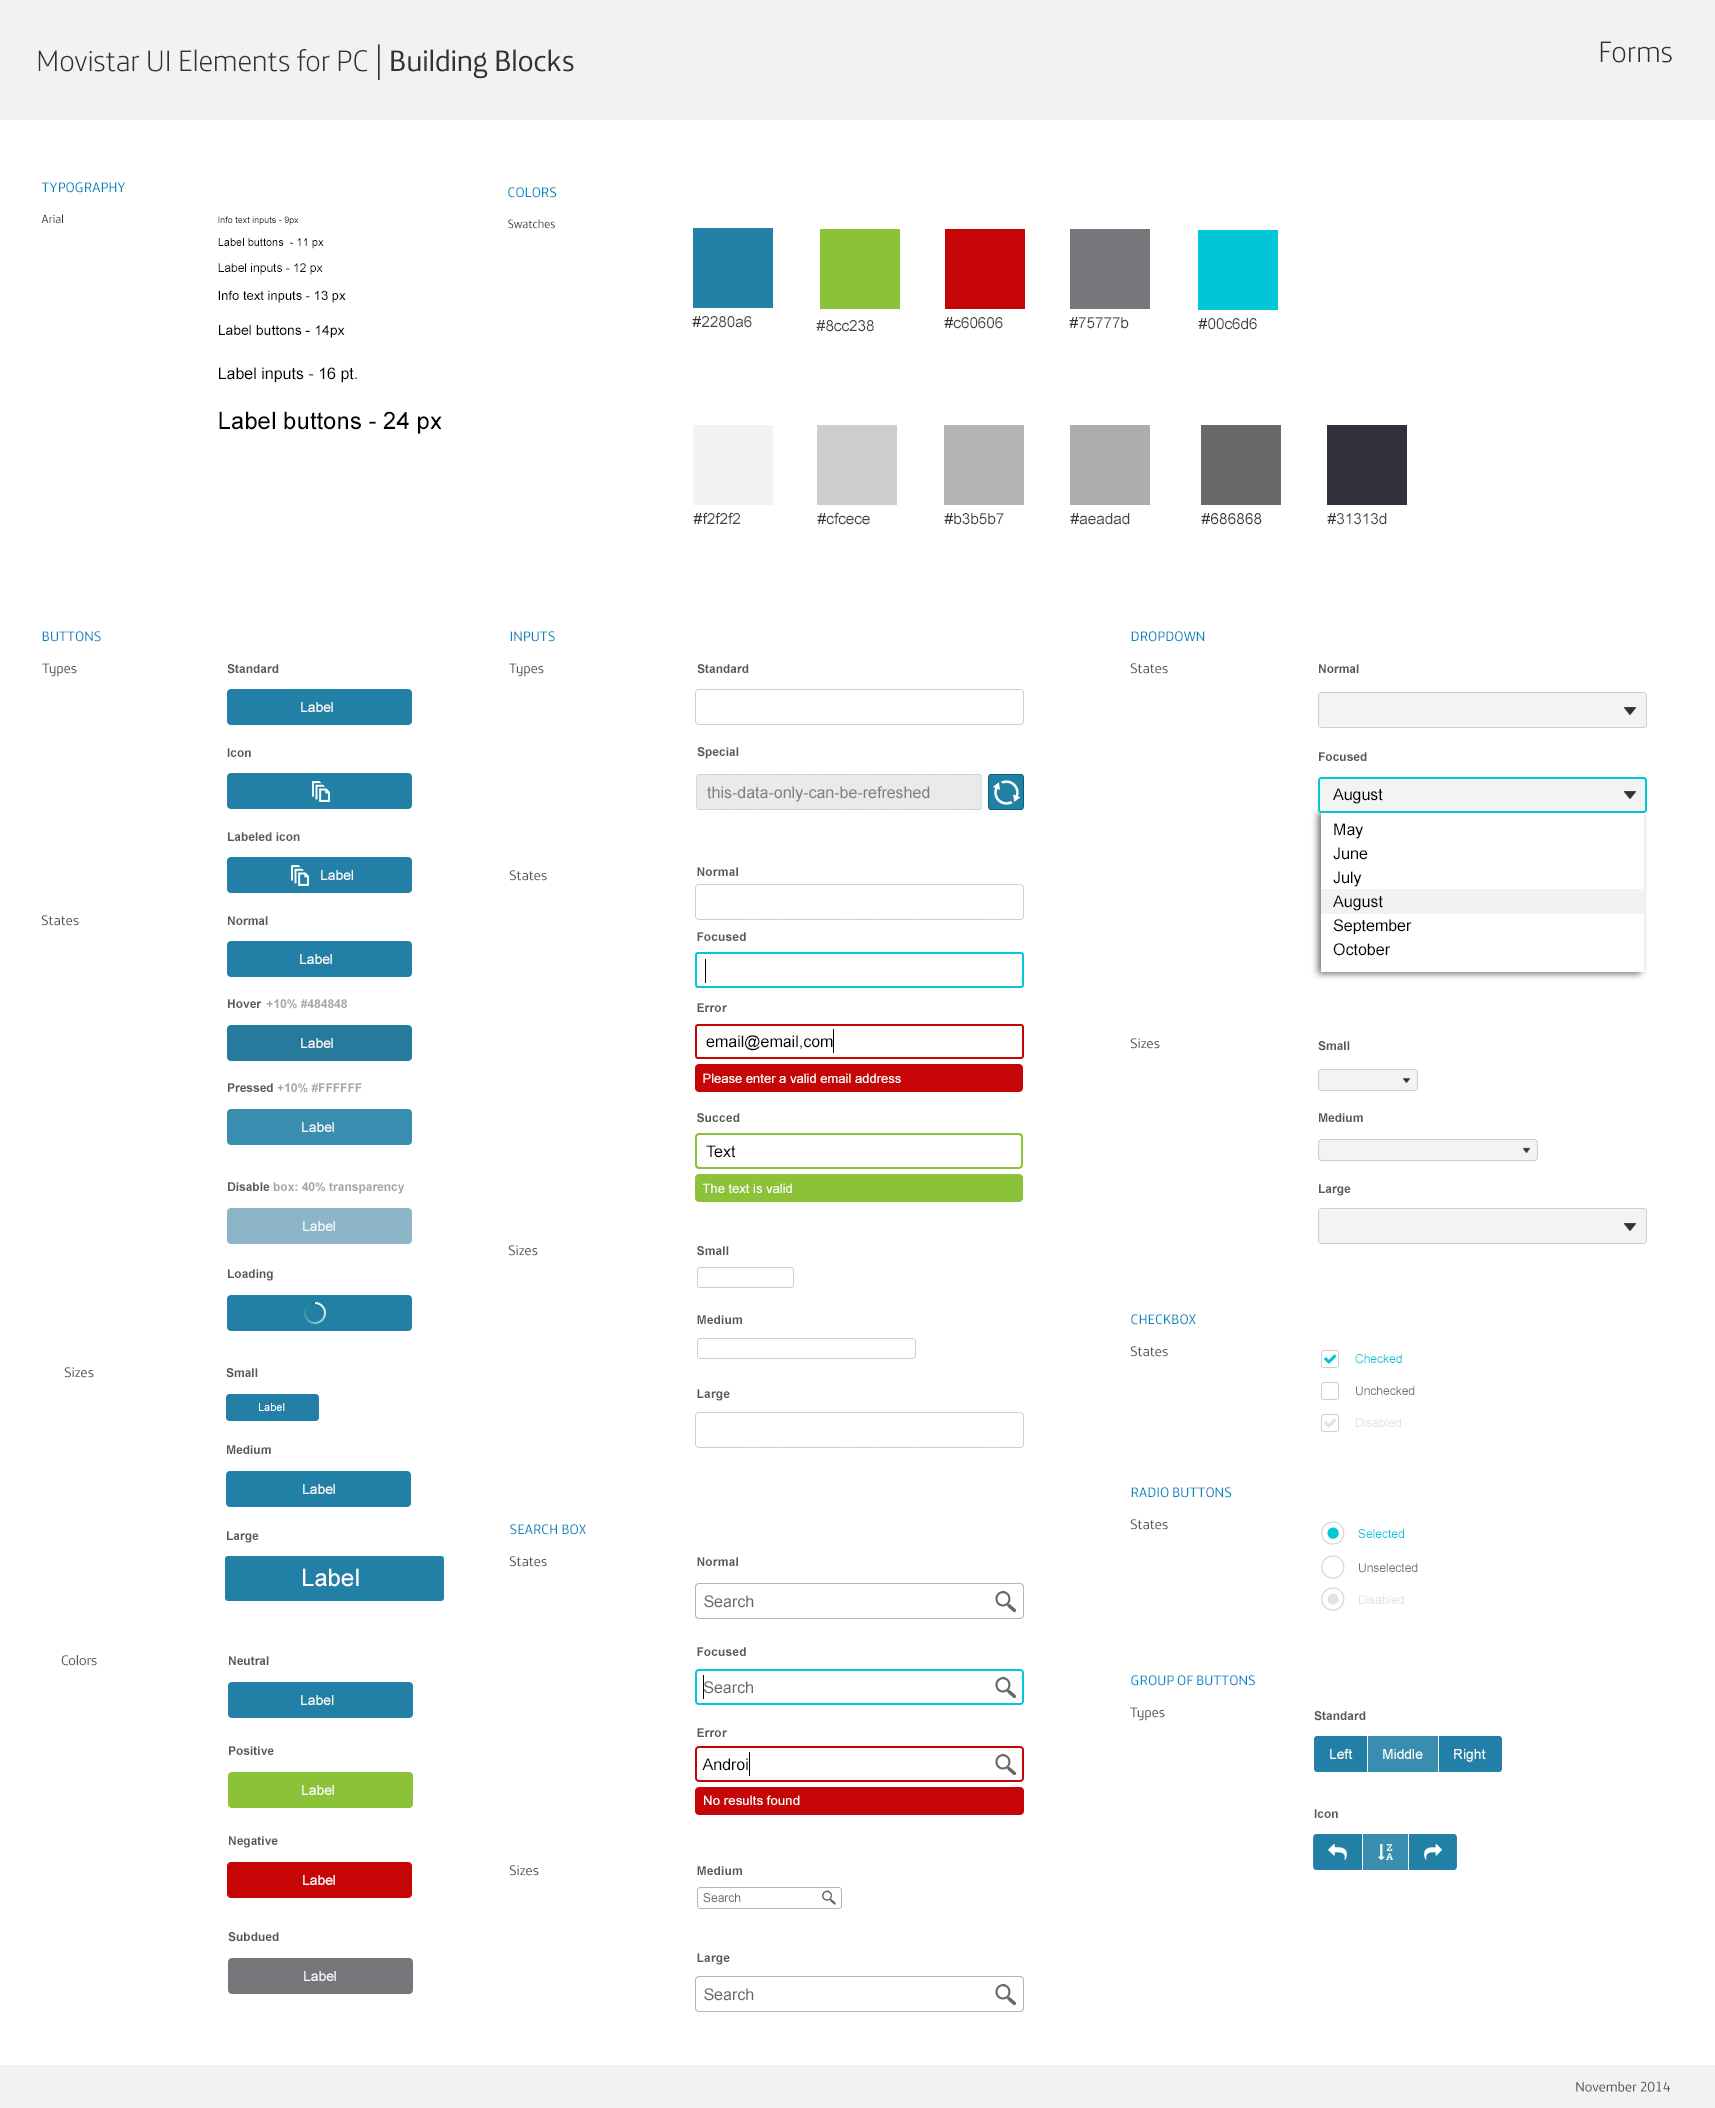 Movistar UI Elements for PC | Building Blocks
Forms
TYPOGRAPHY
Arial
Info text inputs - 9px
Label buttons - 11 px
Label inputs - 12 px
Info text inputs - 13 px
Label buttons - 14px
Label inputs - 16 pt.
Label buttons - 24 px
COLORS
Swatches
#2280a6
#8cc238
#c60606
#75777b
#00c6d6
#f2f2f2
#cfcece
#b3b5b7
#aeadad
#686868
#31313d
BUTTONS
Types
Standard
Label
Icon
Labeled icon
Label
States
Normal
Label
Hover +10% #484848
Label
Pressed +10% #FFFFFF
Label
Disable box: 40% transparency
Label
Loading
Sizes
Small
Label
Medium
Label
Large
Label
Colors
Neutral
Label
Positive
Label
Negative
Label
Subdued
Label
INPUTS
Types
Standard
Special
this-data-only-can-be-refreshed
States
Normal
Focused
Error
email@email,com
Please enter a valid email address
Succed
Text
The text is valid
Sizes
Small
Medium
Large
SEARCH BOX
States
Normal
Search
Focused
Search
Error
Androi
No results found
Sizes
Medium
Search
Large
Search
DROPDOWN
States
Normal
Focused
August
May
June
July
August
September
October
Sizes
Small
Medium
Large
CHECKBOX
States
Checked
Unchecked
Disabled
RADIO BUTTONS
States
Selected
Unselected
Disabled
GROUP OF BUTTONS
Types
Standard
Left Middle Right
Icon
Z
A
November 2014